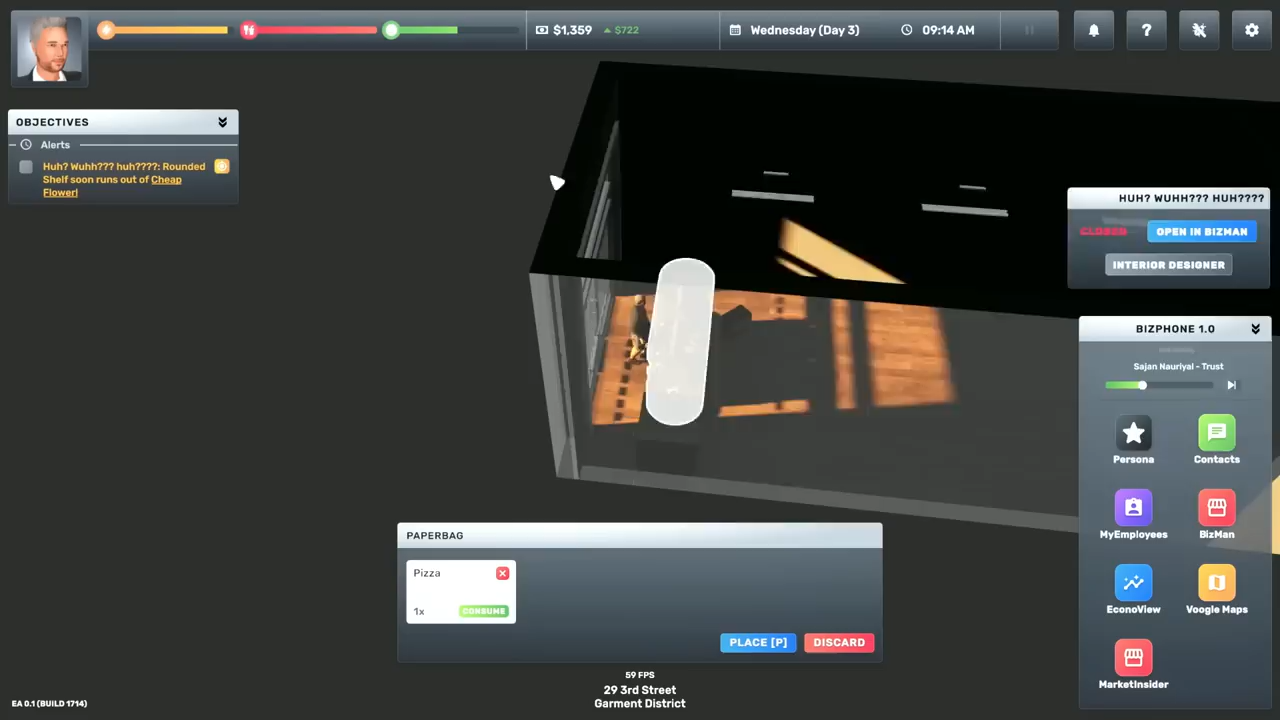 $1,359
$722
Wednesday (Day 3)
09:14 AM
?
OBJECTIVES
Alerts
Huh? Wuhh??? huh????: Rounded
Shelf soon runs out of Cheap
Flower!
HUH? WUHH??? HUH????
CLOSED
OPEN IN BIZMAN
INTERIOR DESIGNER
BIZPHONE 1.0
Sajan Nauriyal - Trust
Persona
Contacts
MyEmployees
BizMan
EconoView
Voogle Maps
MarketInsider
PAPERBAG
Pizza
1x
CONSUME
PLACE [P]
DISCARD
59 FPS
29 3rd Street
Garment District
EA 0.1 (BUILD 1714)